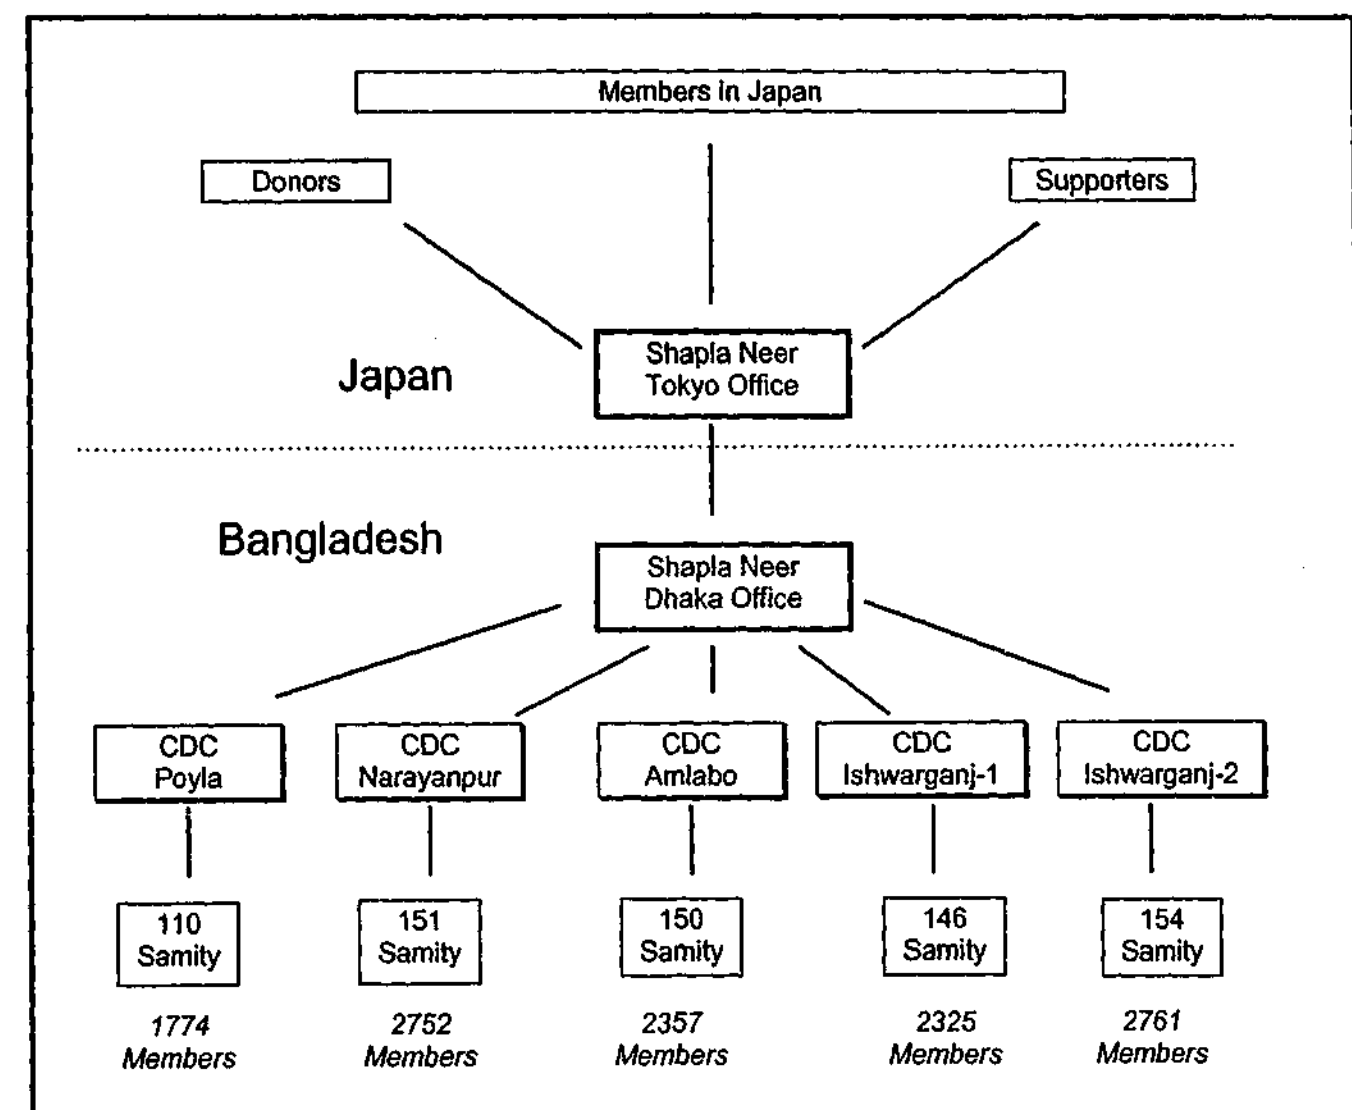 Members in Japan
Donors
Supporters
Shapla Neer
Tokyo Office
Japan
Bangladesh
Shapla Neer
Dhaka Office
CDC
Poyla
CDC
Narayanpur
CDC
Amlabo
CDC
Ishwarganj-1
CDC
Ishwarganj-2
110
Samity
151
Samity
150
Samity
146
Samity
154
Samity
1774
Members
2752
Members
2357
Members
2325
Members
2761
Members